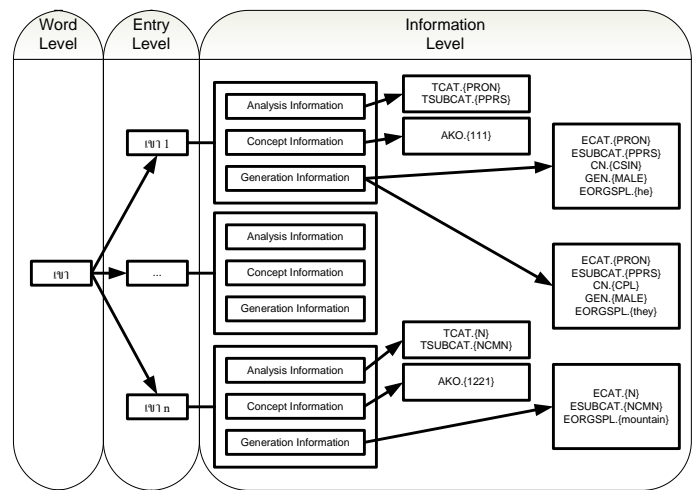 Word
Level
Entry
Level
Information
Level
เขา
เขา 1
Analysis Information
Concept Information
Generation Information
TCAT.{PRON}
TSUBCAT.{PPRS}
AKO.{111}
ECAT.{PRON}
ESUBCAT.{PPRS}
CN.{CSIN}
GEN.{MALE}
EORGSPL.{he}
ECAT.{PRON}
ESUBCAT.{PPRS}
CN.{CPL}
GEN.{MALE}
EORGSPL.{they}
...
Analysis Information
Concept Information
Generation Information
เขา n
Analysis Information
Concept Information
Generation Information
TCAT.{N}
TSUBCAT.{NCMN}
AKO.{1221}
ECAT.{N}
ESUBCAT.{NCMN}
EORGSPL.{mountain}